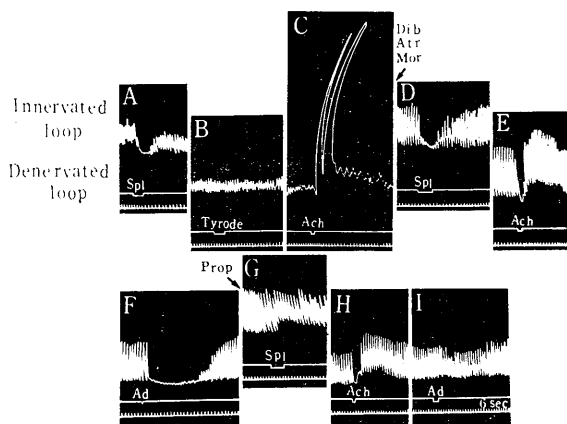 A
B
C
Dib
Atr
Mor
D
E
Innervated
loop
Denervated
loop
Spl
Tyrode
Ach
Spl
Ach
Prop
F
G
H
I
Ad
Spl
Ach
Ad
6 sec